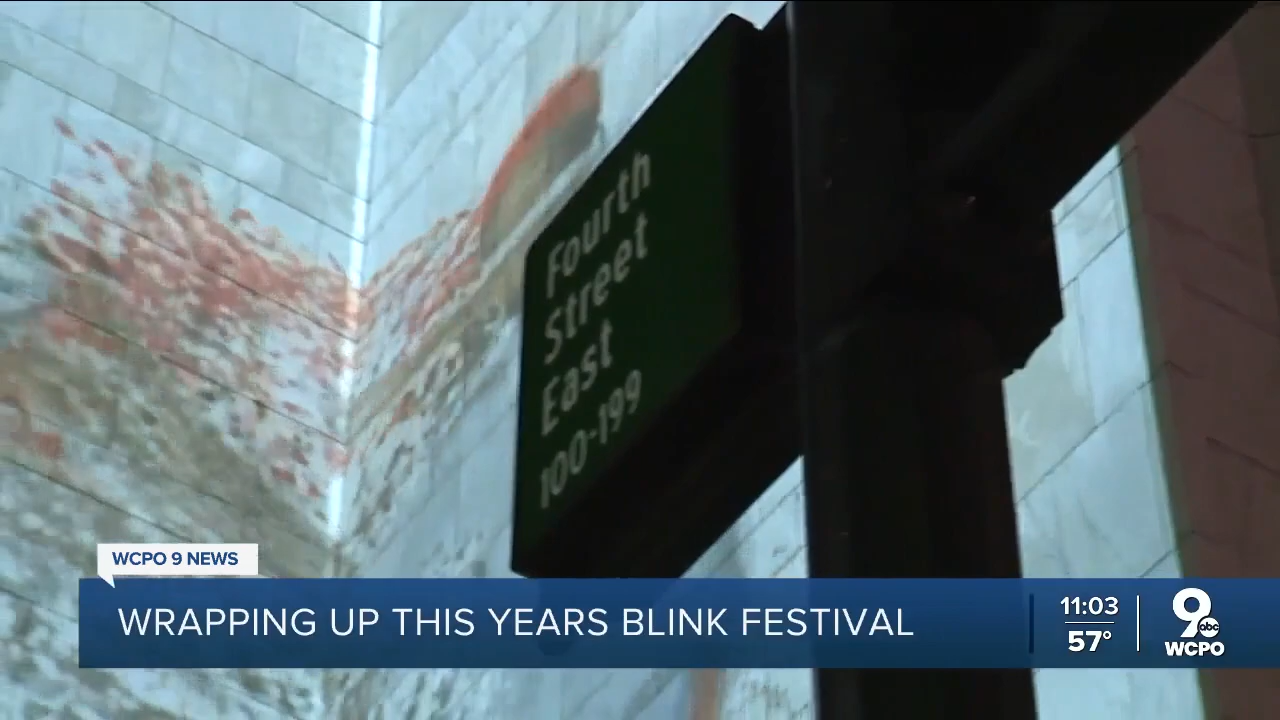 Fourth
Street
East
100-199
WCPO 9 NEWS
WRAPPING UP THIS YEARS BLINK FESTIVAL
11:03
57°
9
abc
WCPO